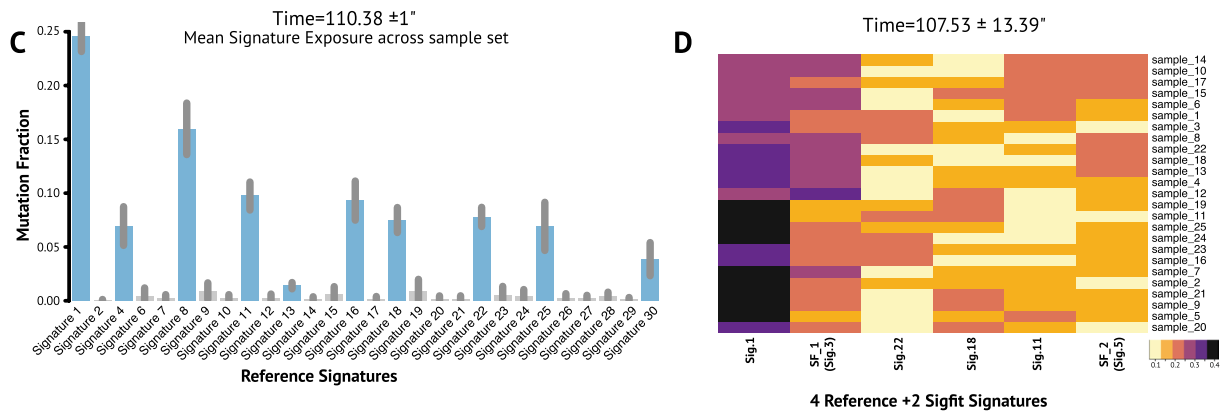 C
Time=110.38 ±1"
Mean Signature Exposure across sample set
Mutation Fraction
0.25
0.20
0.15
0.10
0.05
0.00
Signature 1
Signature 2
Signature 4
Signature 6
Signature 7
Signature 8
Signature 9
Signature 10
Signature 11
Signature 12
Signature 13
Signature 14
Signature 15
Signature 16
Signature 17
Signature 18
Signature 19
Signature 20
Signature 21
Signature 22
Signature 23
Signature 24
Signature 25
Signature 26
Signature 27
Signature 28
Signature 29
Signature 30
Reference Signatures
D
Time=107.53 ± 13.39"
sample_14
sample_10
sample_17
sample_15
sample_6
sample_1
sample_3
sample_8
sample_22
sample_18
sample_13
sample_4
sample_12
sample_19
sample_11
sample_25
sample_24
sample_23
sample_16
sample_7
sample_2
sample_21
sample_9
sample_5
sample_20
Sig.1
SF_1
(Sig.3)
Sig.22
Sig.18
Sig.11
SF_2
(Sig.5)
0.1 0.2 0.3 0.4
4 Reference +2 Sigfit Signatures